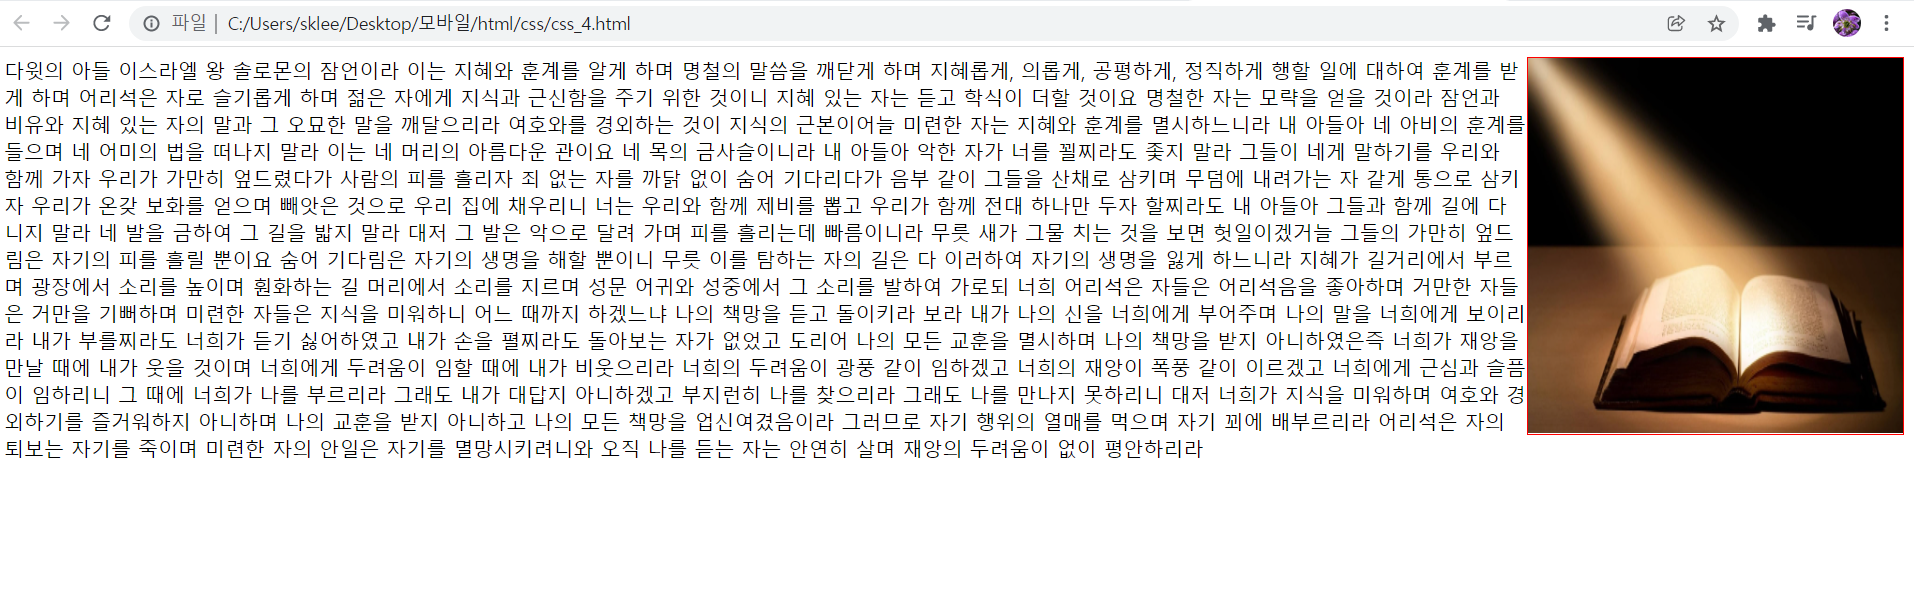 파일 | C:/Users/sklee/Desktop/모바일/html/css/css_4.html
다윗의 아들 이스라엘 왕 솔로몬의 잠언이라 이는 지혜와 훈계를 알게 하며 명철의 말씀을 깨닫게 하며 지혜롭게, 의롭게, 공평하게, 정직하게 행할 일에 대하여 훈계를 받
게 하며 어리석은 자로 슬기롭게 하며 젊은 자에게 지식과 근신함을 주기 위한 것이니 지혜 있는 자는 듣고 학식이 더할 것이요 명철한 자는 모략을 얻을 것이라 잠언과
비유와 지혜 있는 자의 말과 그 오묘한 말을 깨달으리라 여호와를 경외하는 것이 지식의 근본이어늘 미련한 자는 지혜와 훈계를 멸시하느니라 내 아들아 네 아비의 훈계를
들으며 네 어미의 법을 떠나지 말라 이는 네 머리의 아름다운 관이요 네 목의 금사슬이니라 내 아들아 악한 자가 너를 꾈찌라도 좇지 말라 그들이 네게 말하기를 우리와
함께 가자 우리가 가만히 엎드렸다가 사람의 피를 흘리자 죄 없는 자를 까닭 없이 숨어 기다리다가 음부 같이 그들을 산채로 삼키며 무덤에 내려가는 자 같게 통으로 삼키
자 우리가 온갖 보화를 얻으며 빼앗은 것으로 우리 집에 채우리니 너는 우리와 함께 제비를 뽑고 우리가 함께 전대 하나만 두자 할찌라도 내 아들아 그들과 함께 길에 다
니지 말라 네 발을 금하여 그 길을 밟지 말라 대저 그 발은 악으로 달려 가며 피를 흘리는데 빠름이니라 무릇 새가 그물 치는 것을 보면 헛일이겠거늘 그들의 가만히 엎드
림은 자기의 피를 흘릴 뿐이요 숨어 기다림은 자기의 생명을 해할 뿐이니 무릇 이를 탐하는 자의 길은 다 이러하여 자기의 생명을 잃게 하느니라 지혜가 길거리에서 부르
며 광장에서 소리를 높이며 훤화하는 길 머리에서 소리를 지르며 성문 어귀와 성중에서 그 소리를 발하여 가로되 너희 어리석은 자들은 어리석음을 좋아하며 거만한 자들
은 거만을 기뻐하며 미련한 자들은 지식을 미워하니 어느 때까지 하겠느냐 나의 책망을 듣고 돌이키라 보라 내가 나의 신을 너희에게 부어주며 나의 말을 너희에게 보이리
라 내가 부를찌라도 너희가 듣기 싫어하였고 내가 손을 펼찌라도 돌아보는 자가 없었고 도리어 나의 모든 교훈을 멸시하며 나의 책망을 받지 아니하였은즉 너희가 재앙을
만날 때에 내가 웃을 것이며 너희에게 두려움이 임할 때에 내가 비웃으리라 너희의 두려움이 광풍 같이 임하겠고 너희의 재앙이 폭풍 같이 이르겠고 너희에게 근심과 슬픔
이 임하리니 그 때에 너희가 나를 부르리라 그래도 내가 대답지 아니하겠고 부지런히 나를 찾으리라 그래도 나를 만나지 못하리니 대저 너희가 지식을 미워하며 여호와 경
외하기를 즐거워하지 아니하며 나의 교훈을 받지 아니하고 나의 모든 책망을 업신여겼음이라 그러므로 자기 행위의 열매를 먹으며 자기 꾀에 배부르리라 어리석은 자의
퇴보는 자기를 죽이며 미련한 자의 안일은 자기를 멸망시키려니와 오직 나를 듣는 자는 안연히 살며 재앙의 두려움이 없이 평안하리라